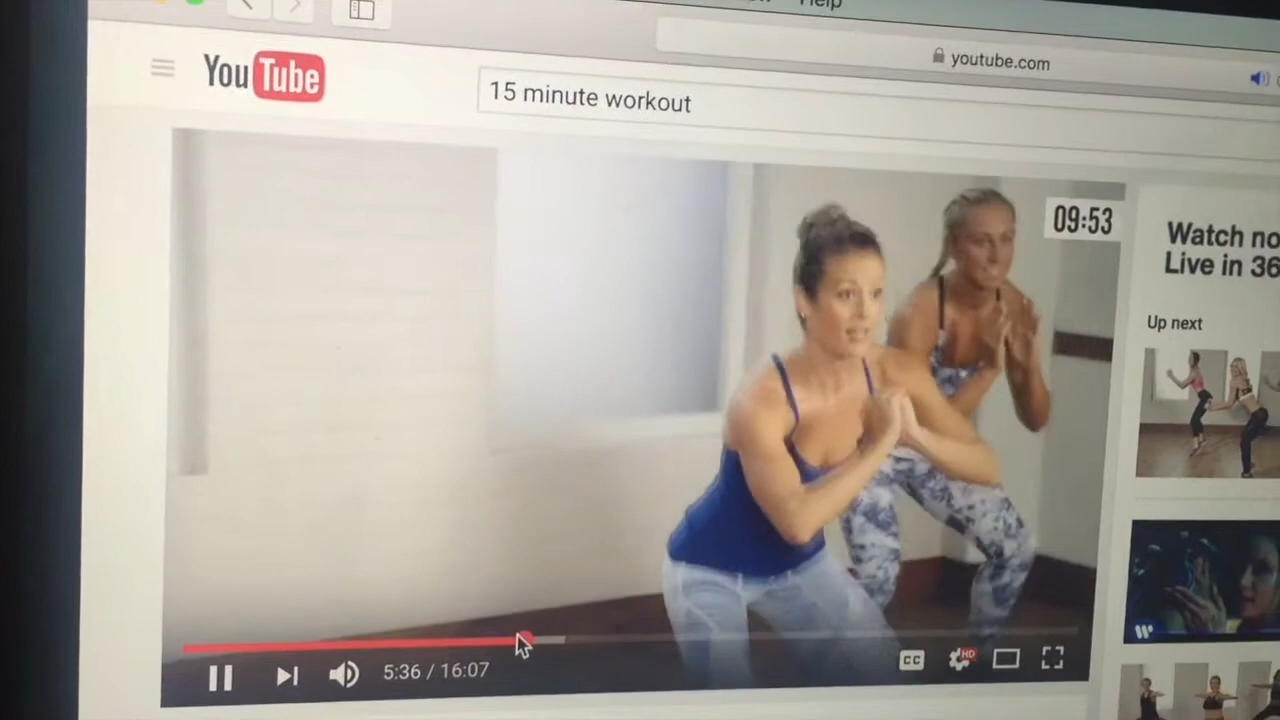 Help
youtube.com
YouTube
15 minute workout
09:53
Watch no
Live in 36
Up next
5:36 / 16:07
CC
HD